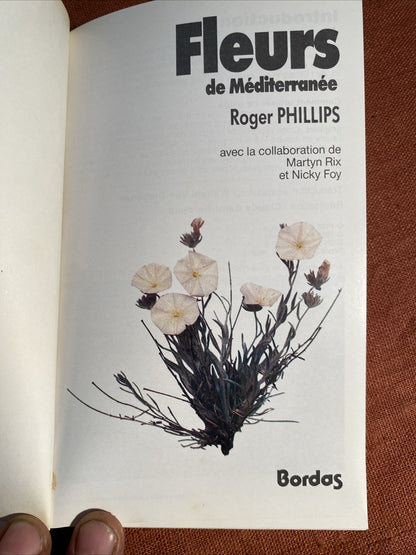 Fleurs
de Méditerranée
Roger PHILLIPS
avec la collaboration de
Martyn Rix
et Nicky Foy
Bordas